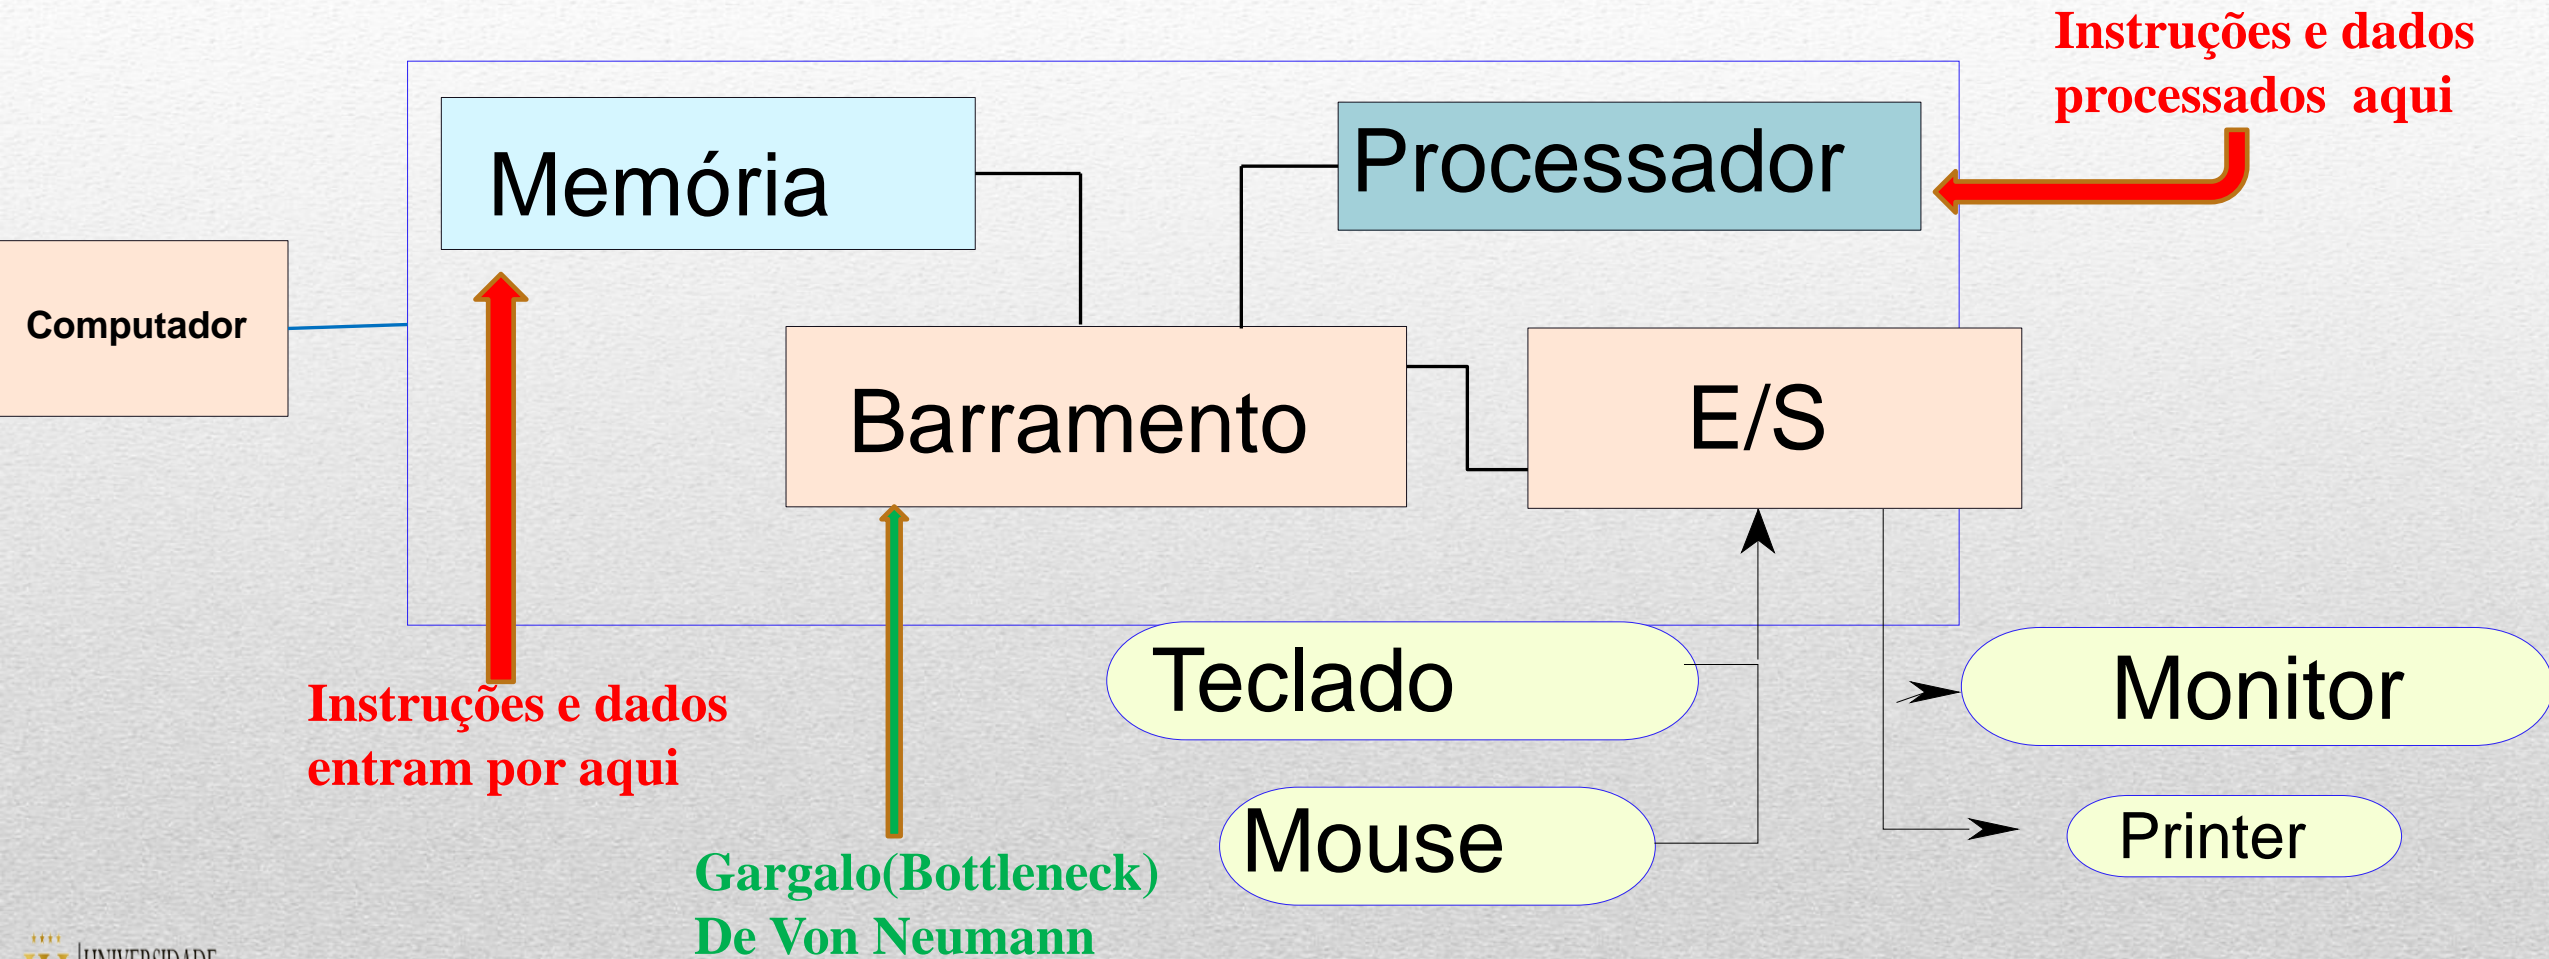 Instruções e dados
processados aqui
Memória
Processador
Computador
Barramento
E/S
Teclado
Monitor
Instruções e dados
entram por aqui
Mouse
Printer
Gargalo(Bottleneck)
De Von Neumann
UNIVERSIDADE